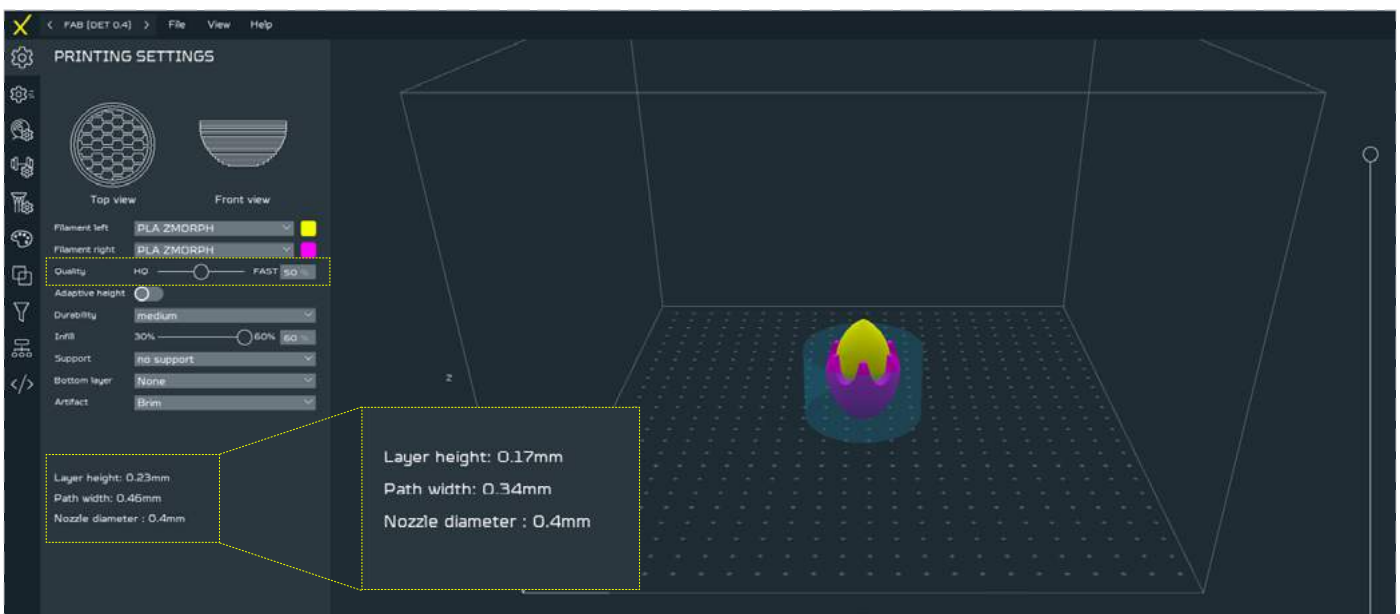 < FAB [DET 0.4] > File View Help
PRINTING SETTINGS
Top view Front view
Filament left PLA ZMORPH
Filament right PLA ZMORPH
Quality HQ FAST 50 %
Adaptive height
Durability medium
Infill 30% 60% 60 %
Support no support
Bottom layer None
Artifact Brim
Layer height: 0.23mm
Path width: 0.46mm
Nozzle diameter : 0.4mm
Layer height: 0.17mm
Path width: 0.34mm
Nozzle diameter : 0.4mm
z